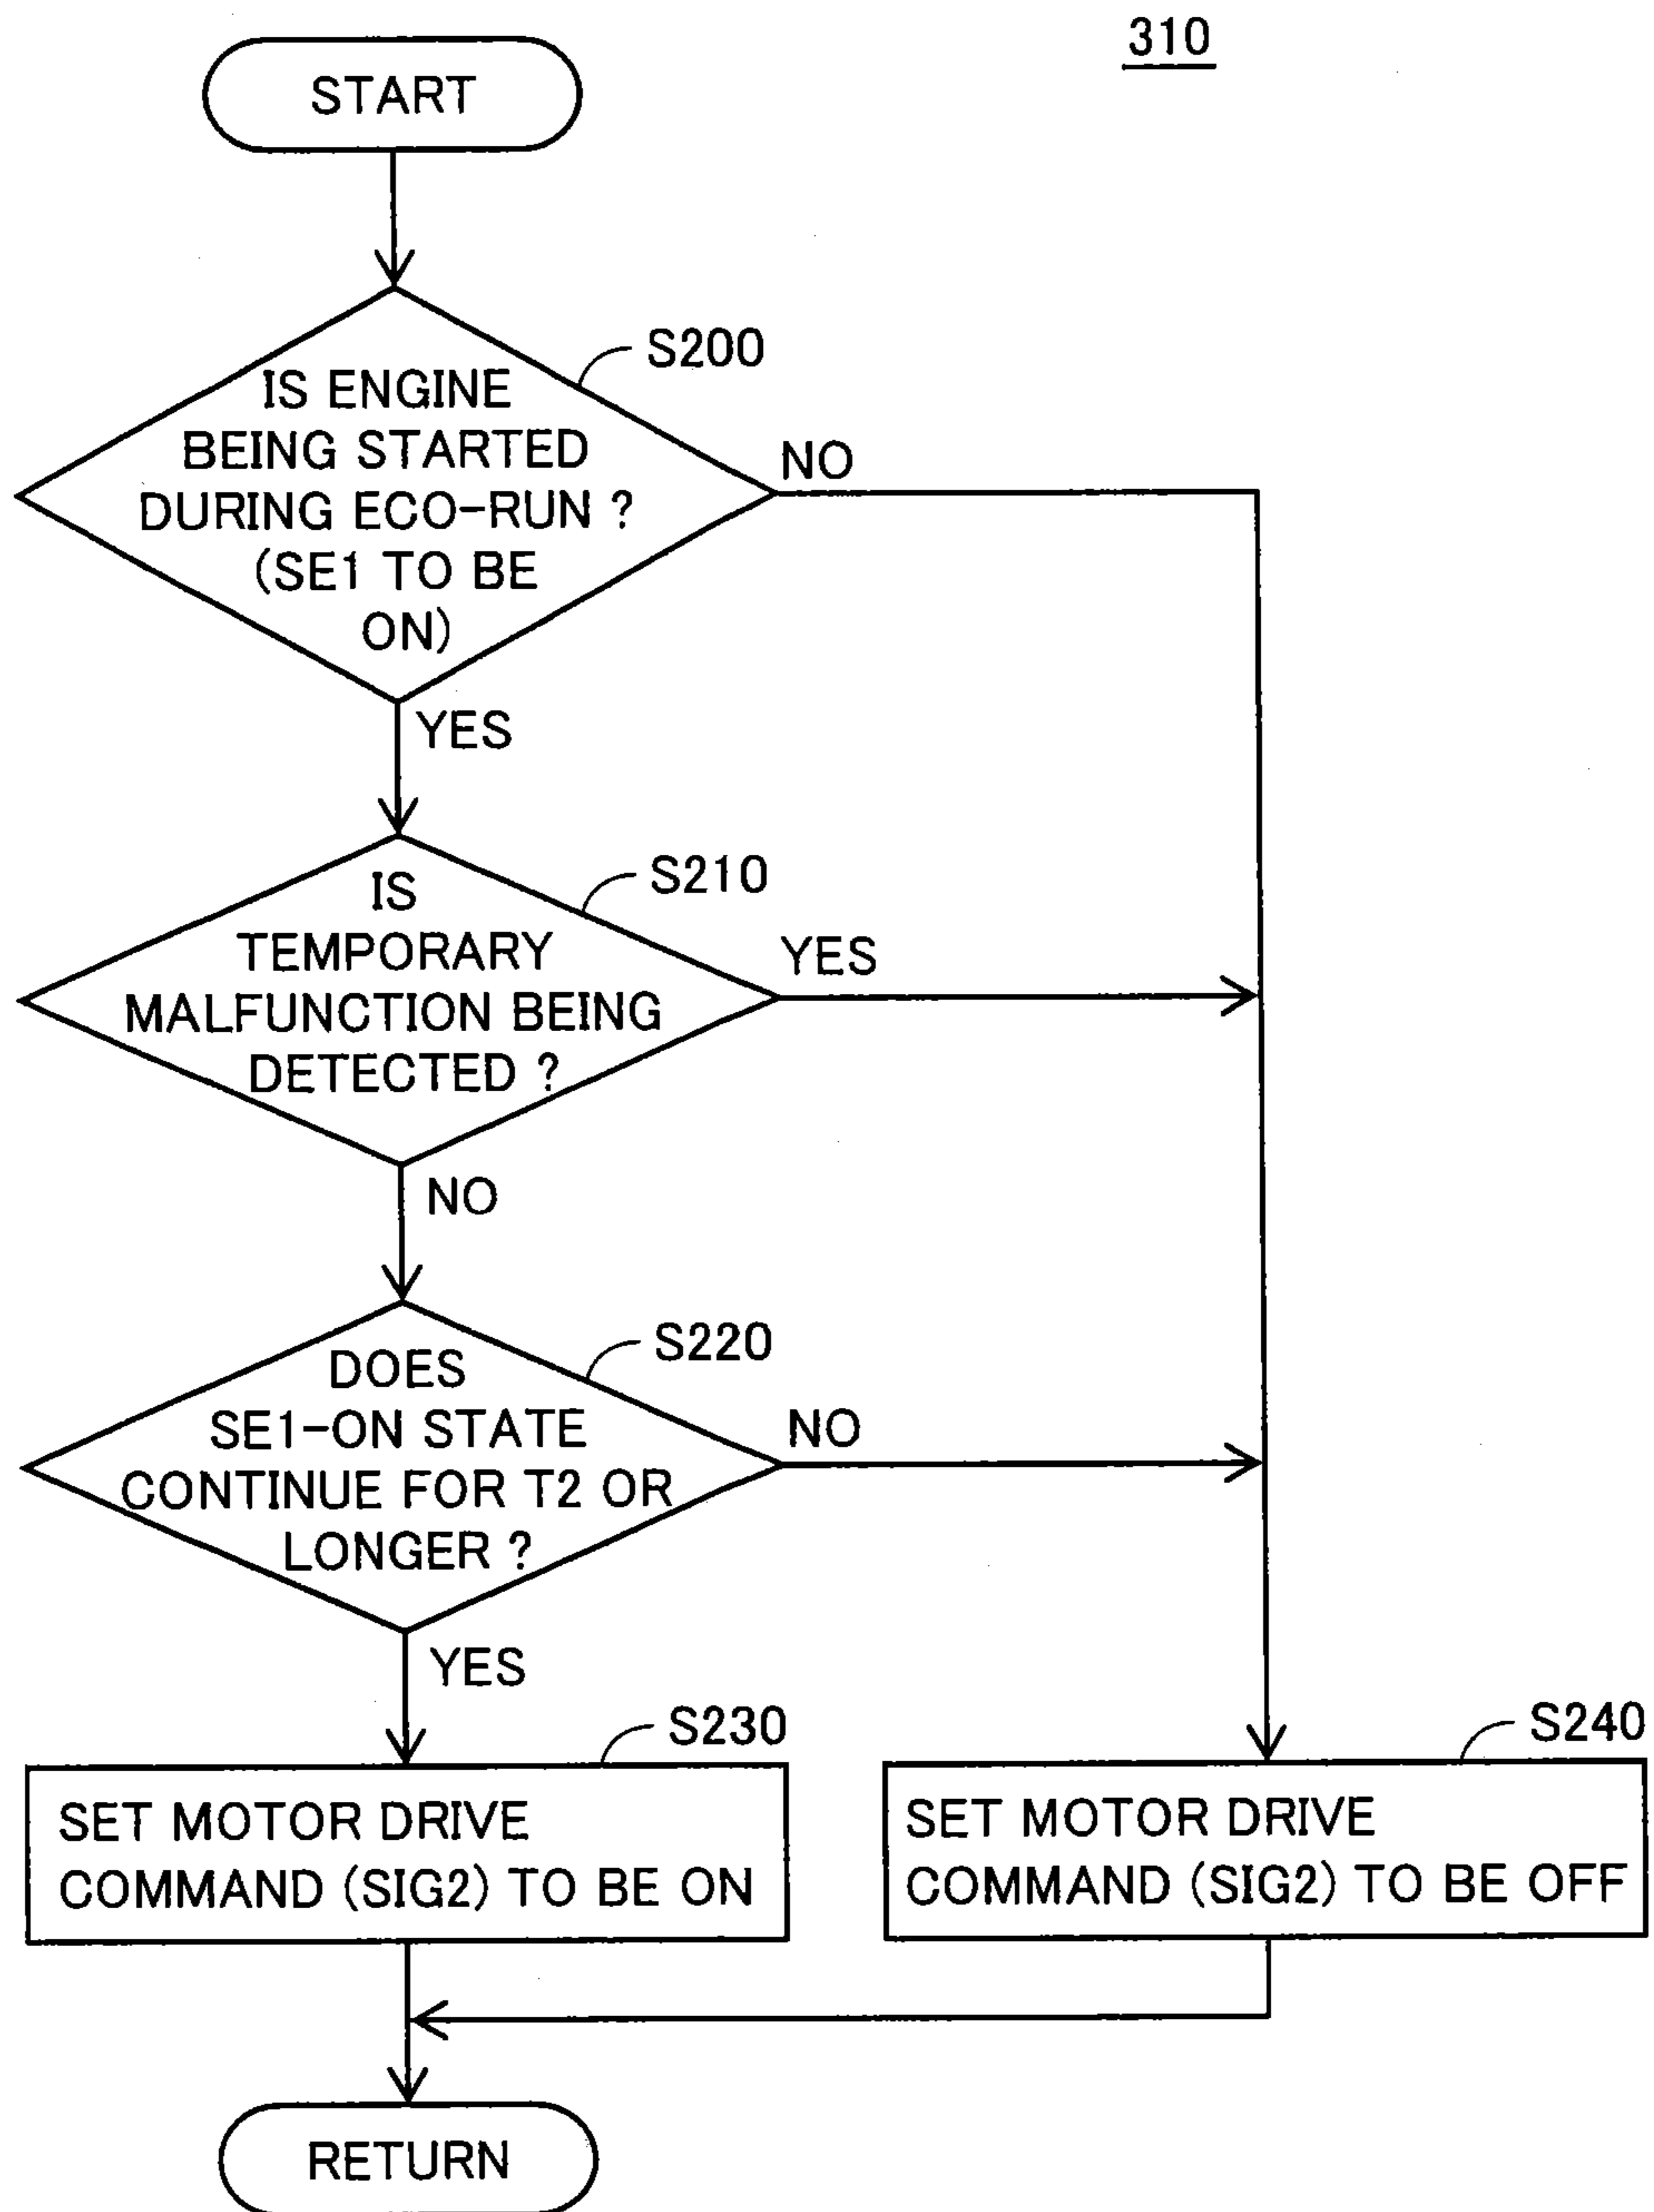 310
START
S200
IS ENGINE
BEING STARTED
DURING ECO-RUN ?
(SE1 TO BE
ON)
NO
YES
S210
IS
TEMPORARY
MALFUNCTION BEING
DETECTED ?
YES
NO
S220
DOES
SE1-ON STATE
CONTINUE FOR T2 OR
LONGER ?
NO
YES
S230
SET MOTOR DRIVE
COMMAND (SIG2) TO BE ON
S240
SET MOTOR DRIVE
COMMAND (SIG2) TO BE OFF
RETURN